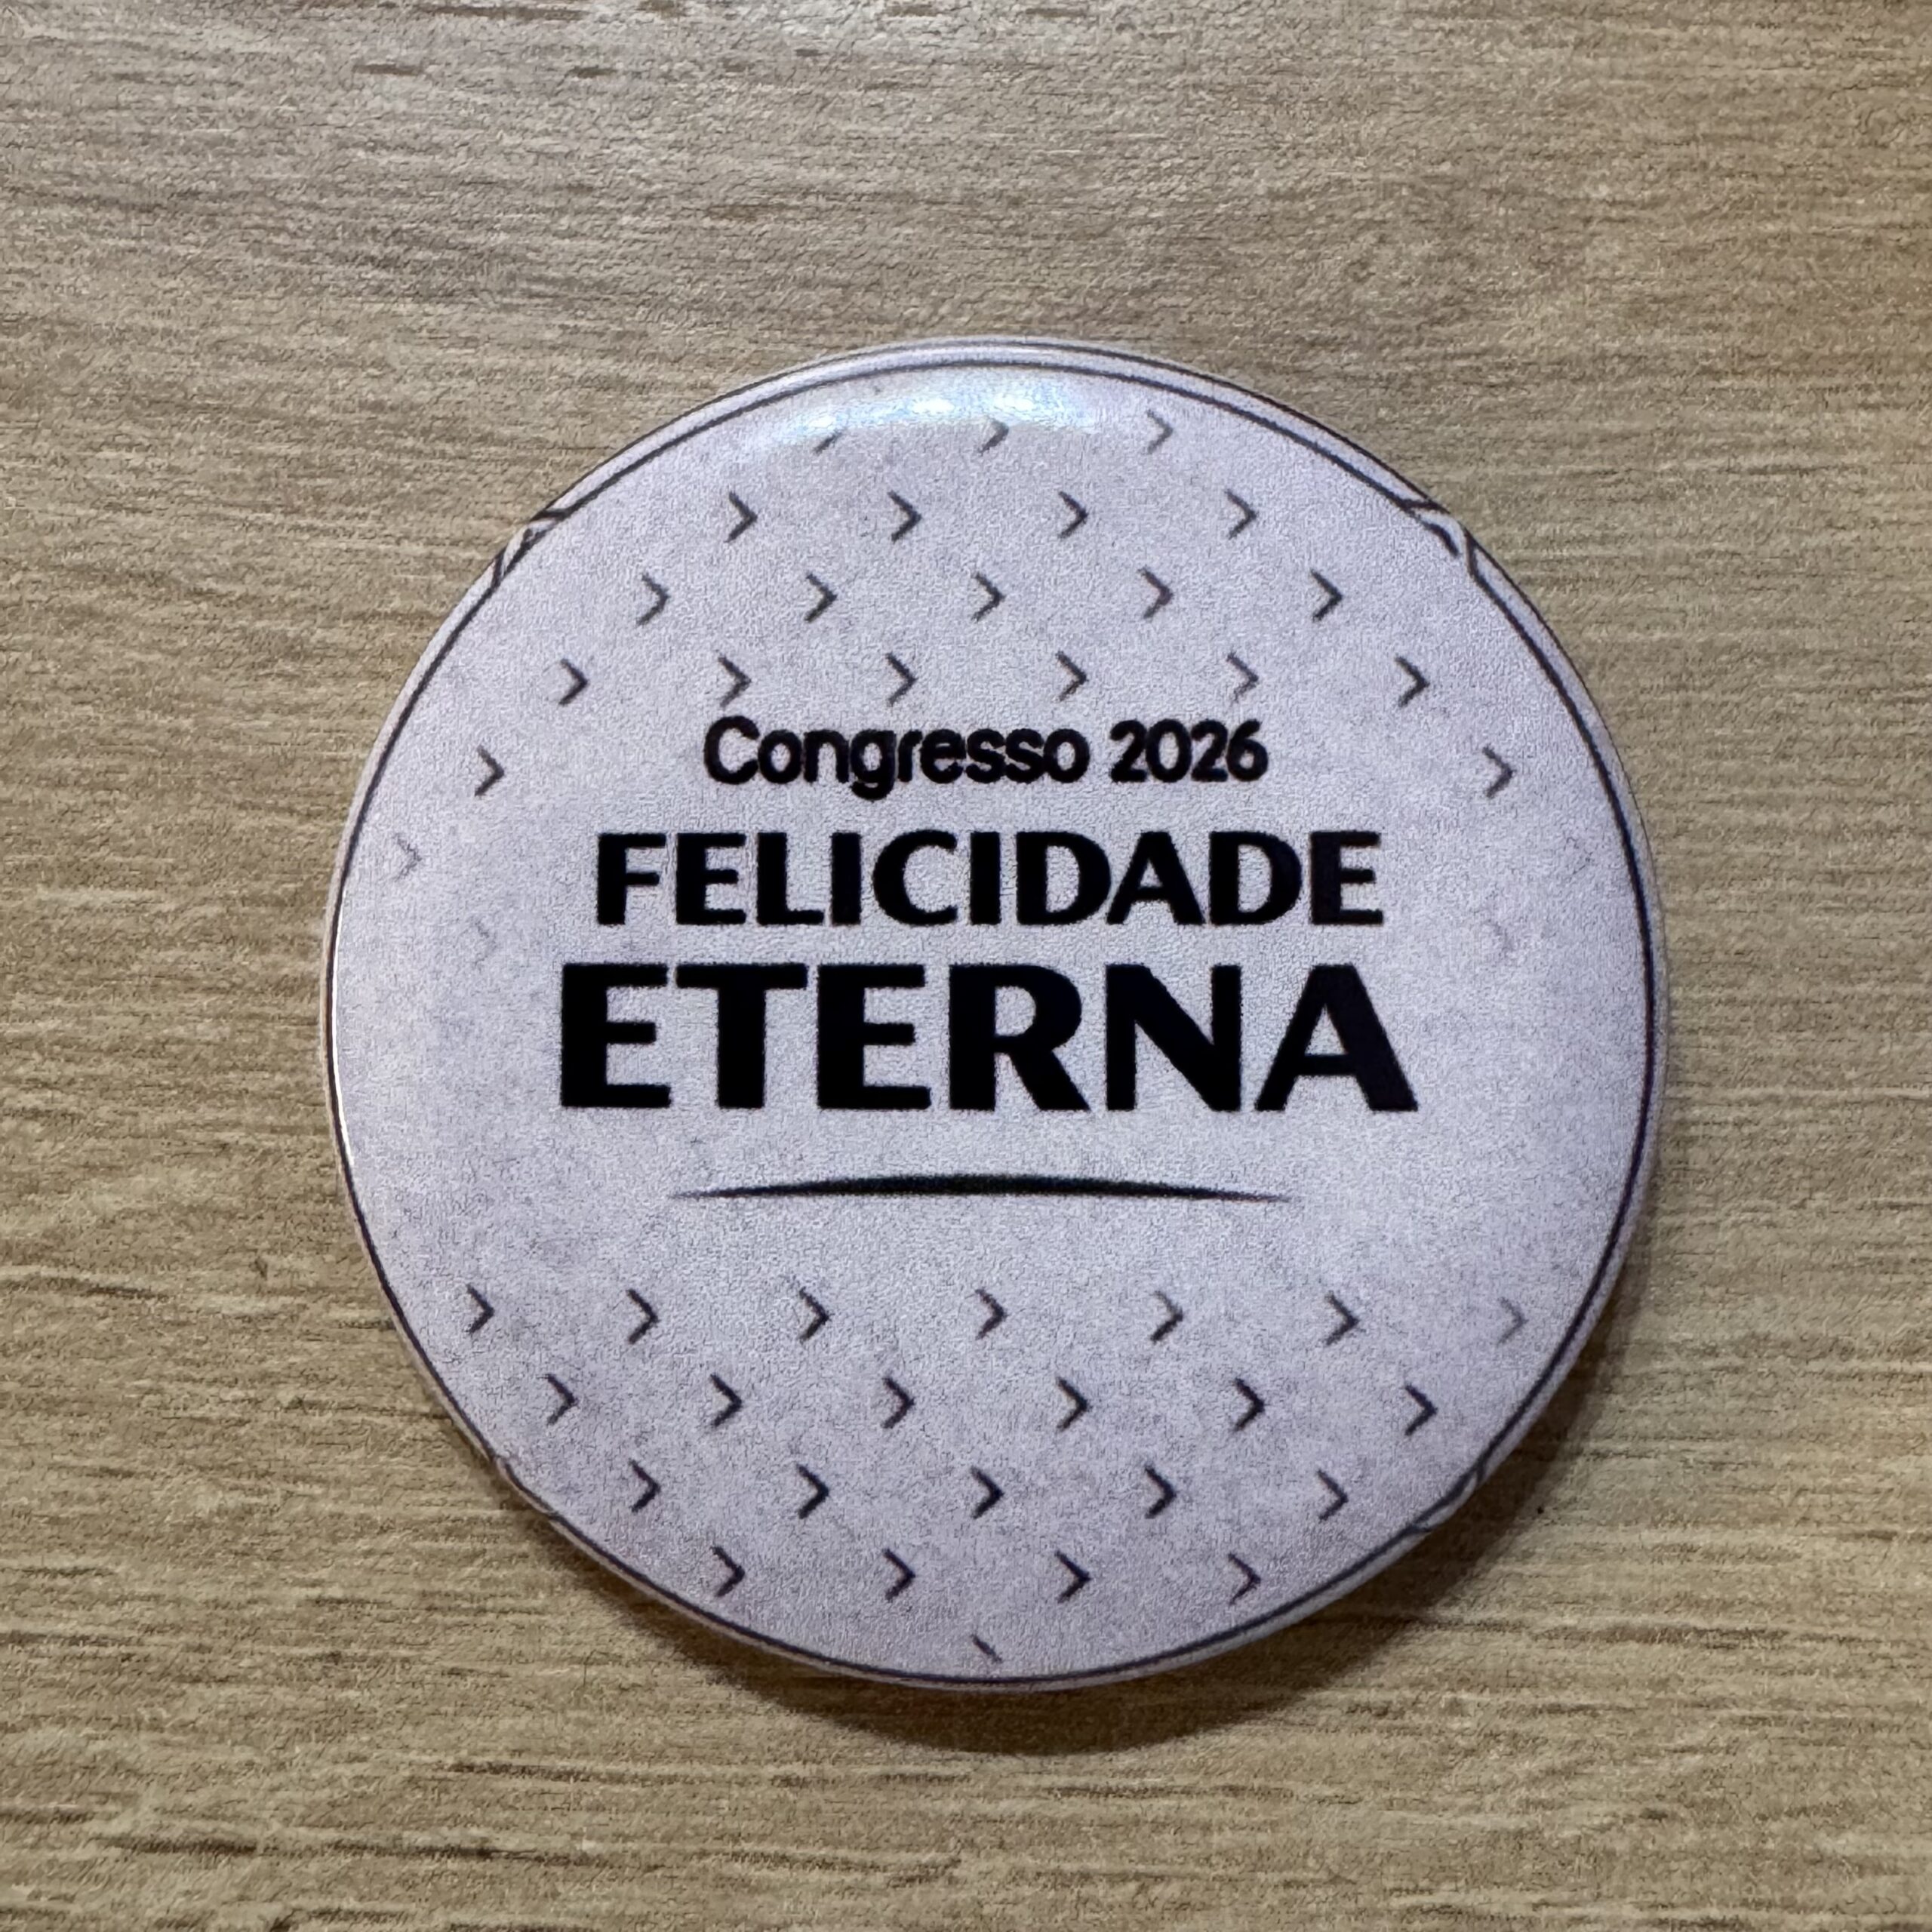 Congresso 2026
FELICIDADE
ETERNA